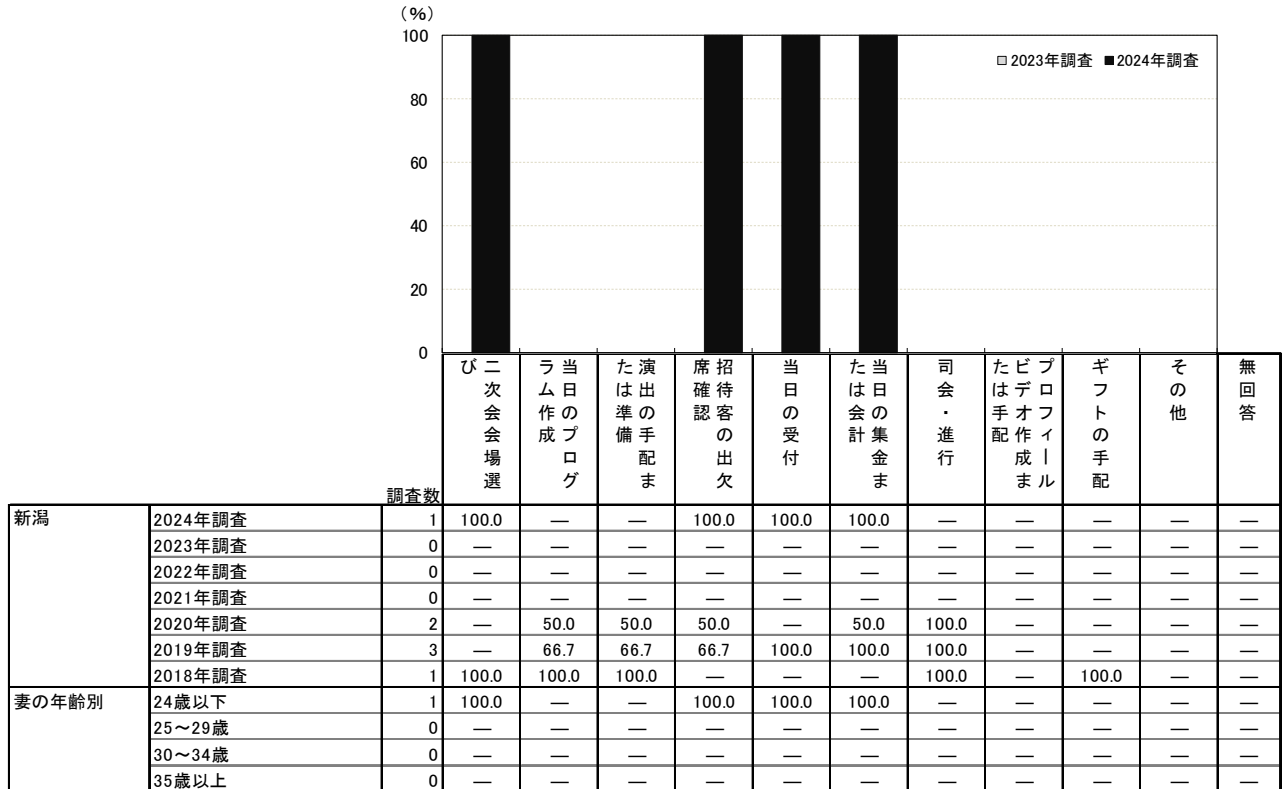 （%）
100
80
60
40
20
0
□2023年調査 ■2024年調査
調査数
二次会会場選び
当日のプログラム作成
演出の手配または準備
招待客の出欠席確認
当日の受付
当日の集金または会計
司会・進行
プロフィールビデオ作成または手配
ギフトの手配
その他
無回答
新潟 2024年調査 1 100.0 — — 100.0 100.0 100.0 — — — — —
2023年調査 0 — — — — — — — — — — —
2022年調査 0 — — — — — — — — — — —
2021年調査 0 — — — — — — — — — — —
2020年調査 2 — 50.0 50.0 50.0 — 50.0 100.0 — — — —
2019年調査 3 — 66.7 66.7 66.7 100.0 100.0 100.0 — — — —
2018年調査 1 100.0 100.0 100.0 — — — 100.0 — 100.0 — —
妻の年齢別 24歳以下 1 100.0 — — 100.0 100.0 100.0 — — — — —
25～29歳 0 — — — — — — — — — — —
30～34歳 0 — — — — — — — — — — —
35歳以上 0 — — — — — — — — — — —